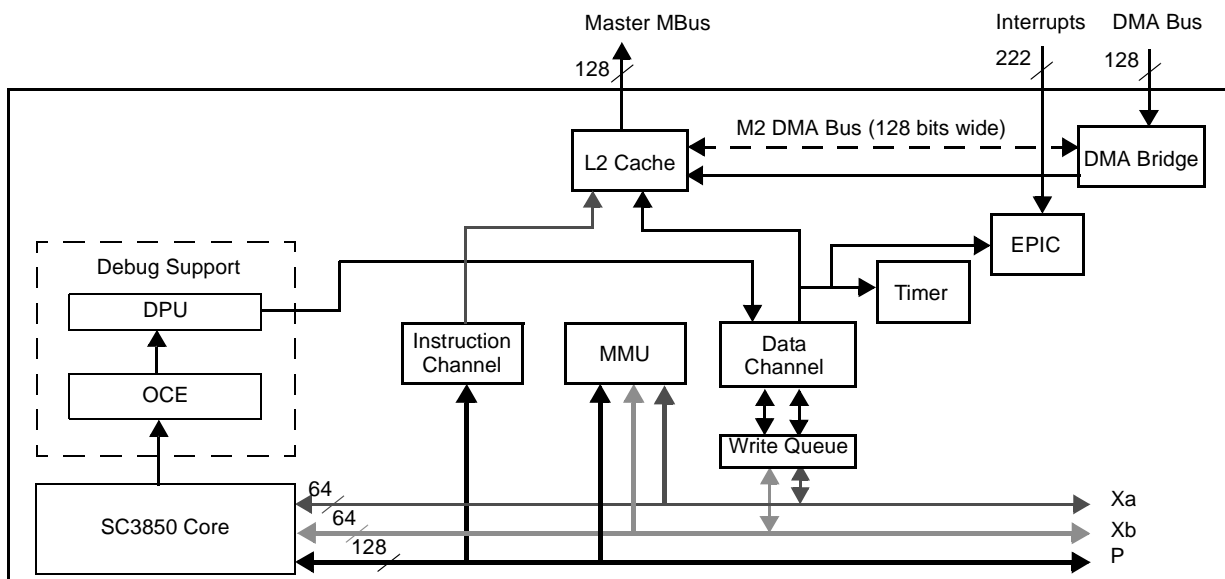 Master MBus
Interrupts
DMA Bus
128
222
128
M2 DMA Bus (128 bits wide)
L2 Cache
DMA Bridge
EPIC
Debug Support
Timer
DPU
Instruction
Channel
MMU
Data
Channel
OCE
Write Queue
64
Xa
SC3850 Core
64
Xb
128
P